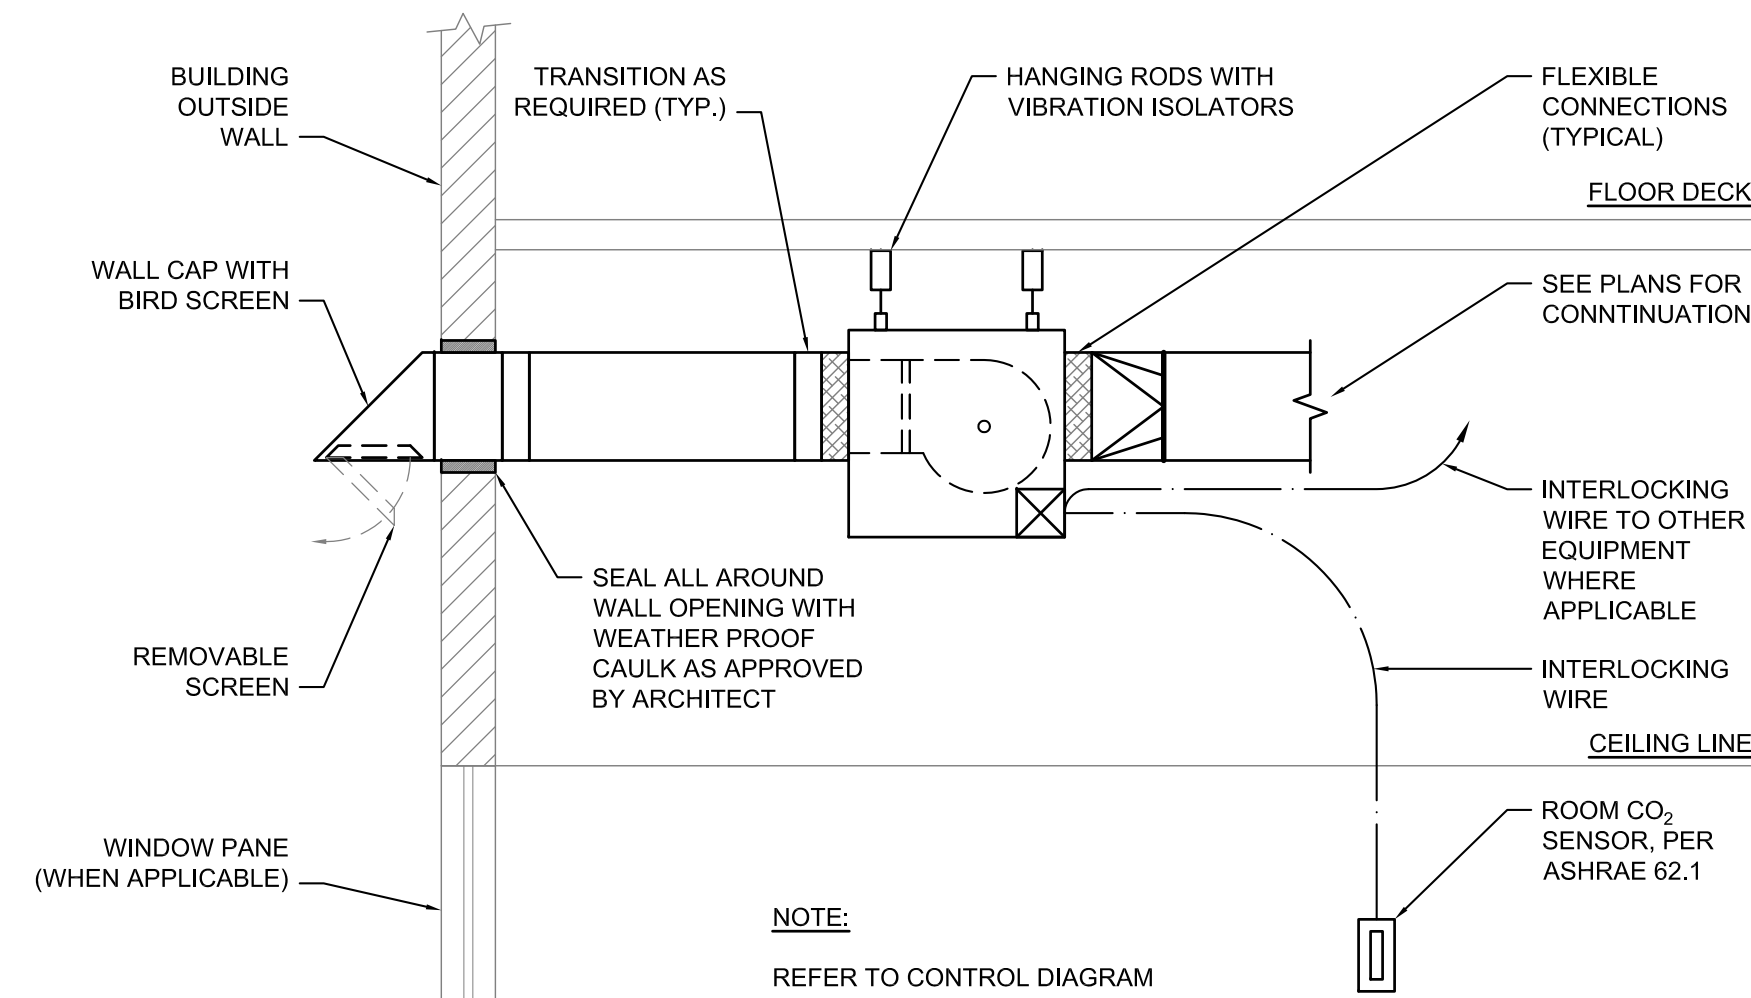 BUILDING
OUTSIDE
WALL
TRANSITION AS
REQUIRED (TYP.)
HANGING RODS WITH
VIBRATION ISOLATORS
FLEXIBLE
CONNECTIONS
(TYPICAL)
FLOOR DECK
WALL CAP WITH
BIRD SCREEN
SEE PLANS FOR
CONNTINUATION
INTERLOCKING
WIRE TO OTHER
EQUIPMENT
WHERE
APPLICABLE
SEAL ALL AROUND
WALL OPENING WITH
WEATHER PROOF
CAULK AS APPROVED
BY ARCHITECT
REMOVABLE
SCREEN
INTERLOCKING
WIRE
CEILING LINE
ROOM CO₂
SENSOR, PER
ASHRAE 62.1
WINDOW PANE
(WHEN APPLICABLE)
NOTE:
REFER TO CONTROL DIAGRAM